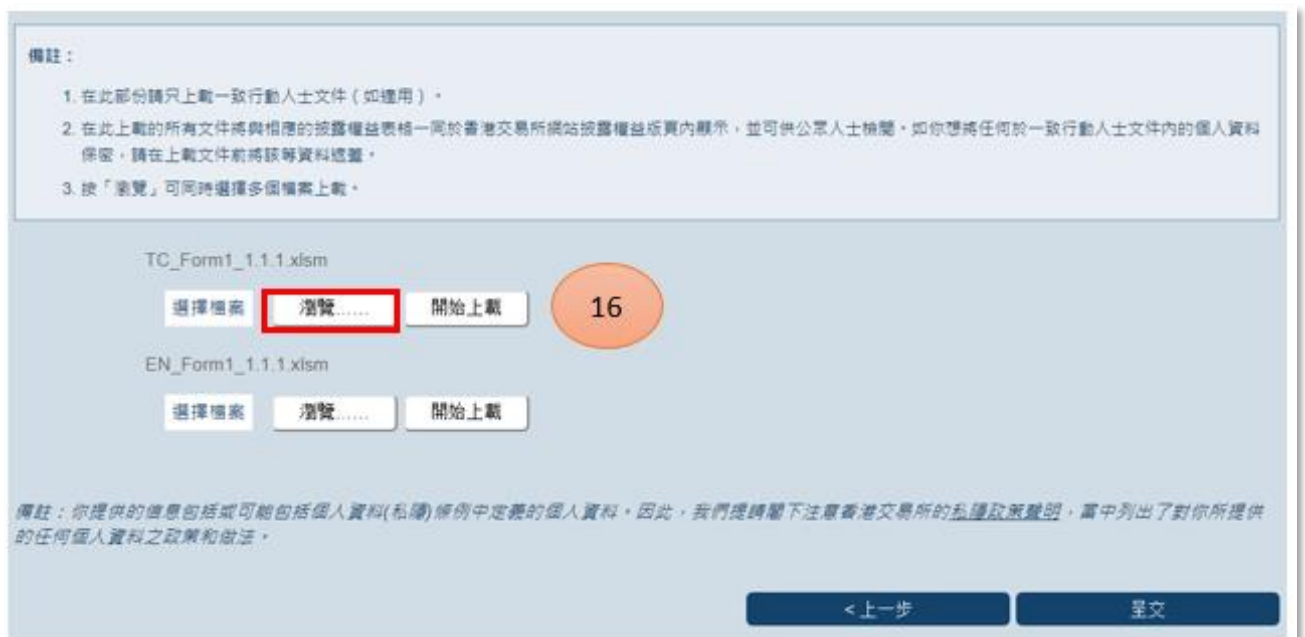 備註：
1. 在此部份請只上載一致行動人士文件（如適用）。
2. 在此上載的所有文件將與相應的披露權益表格一同於香港交易所網站披露權益版頁內顯示，並可供公眾人士檢閱。如你想將任何於一致行動人士文件內的個人資料
保密，請在上載文件前將該等資料遮蓋。
3. 按「瀏覽」可同時選擇多個檔案上載。
TC_Form1_1.1.1.xlsm
選擇檔案 瀏覽...... 開始上載 16
EN_Form1_1.1.1.xlsm
選擇檔案 瀏覽...... 開始上載
備註：你提供的信息包括或可能包括個人資料(私隱)條例中定義的個人資料。因此，我們提請閣下注意香港交易所的私隱政策聲明，當中列出了對你所提供
的任何個人資料之政策和做法。
<上一步 呈交